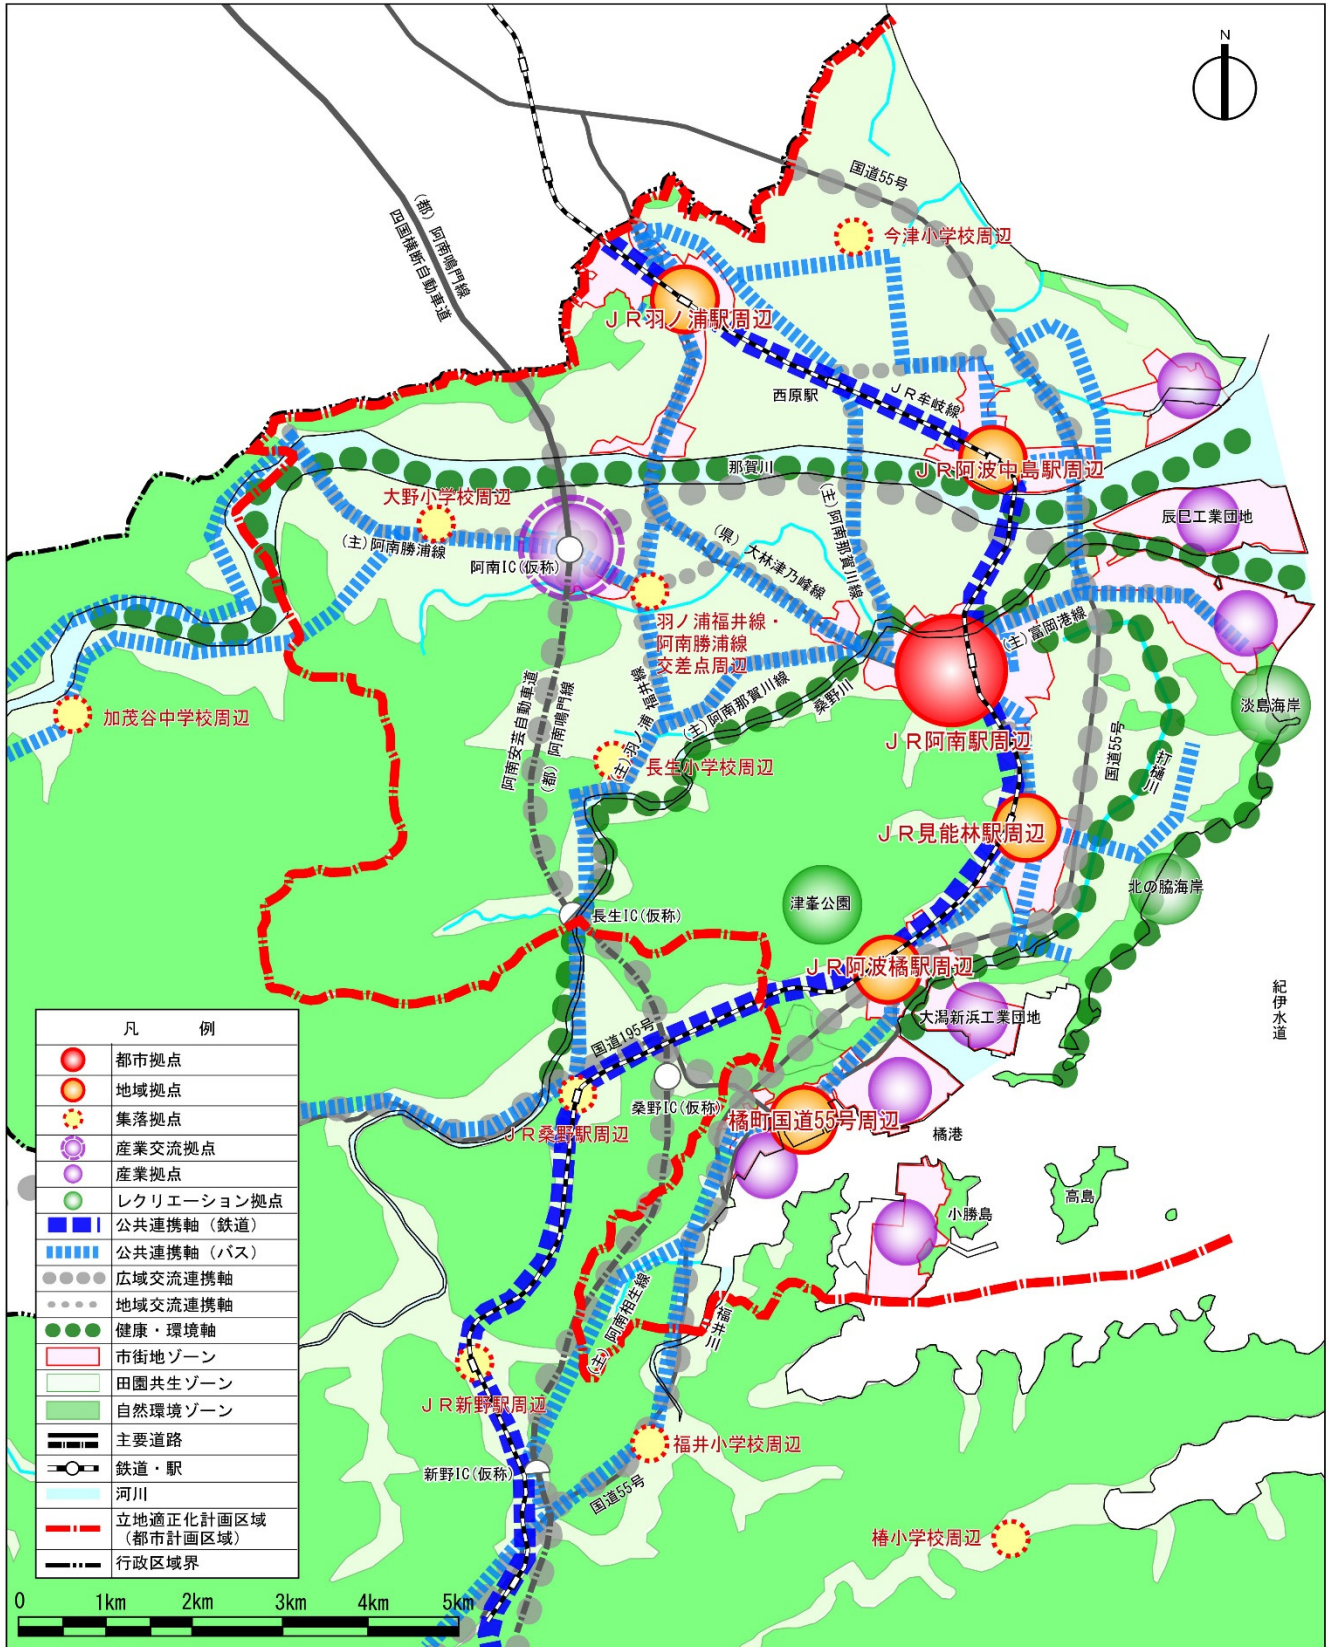 N
国道55号
(都)阿南鳴門線
四国横断自動車道
今津小学校周辺
JR羽ノ浦駅周辺
西原駅
JR牟岐線
JR阿波中島駅周辺
那賀川
大野小学校周辺
(主)阿南勝浦線
阿南IC(仮称)
(県)大林津乃峰線
(主)阿南那賀川線
辰巳工業団地
羽ノ浦福井線・
阿南勝浦線
交差点周辺
(主)富岡港線
加茂谷中学校周辺
阿南安芸自動車道
(都)阿南鳴門線
(主)羽ノ浦福井線
(主)阿南那賀川線
桑野川
淡島海岸
JR阿南駅周辺
国道55号
打樋川
長生小学校周辺
JR見能林駅周辺
北の脇海岸
津峯公園
長生IC(仮称)
JR阿波橘駅周辺
大潟新浜工業団地
紀伊水道
国道195号
桑野IC(仮称)
JR桑野駅周辺
橘町国道55号周辺
橘港
小勝島
高島
(主)阿南相生線
福井川
JR新野駅周辺
福井小学校周辺
新野IC(仮称)
国道55号
椿小学校周辺
凡 例
都市拠点
地域拠点
集落拠点
産業交流拠点
産業拠点
レクリエーション拠点
公共連携軸(鉄道)
公共連携軸(バス)
広域交流連携軸
地域交流連携軸
健康・環境軸
市街地ゾーン
田園共生ゾーン
自然環境ゾーン
主要道路
鉄道・駅
河川
立地適正化計画区域
(都市計画区域)
行政区域界
0 1km 2km 3km 4km 5km